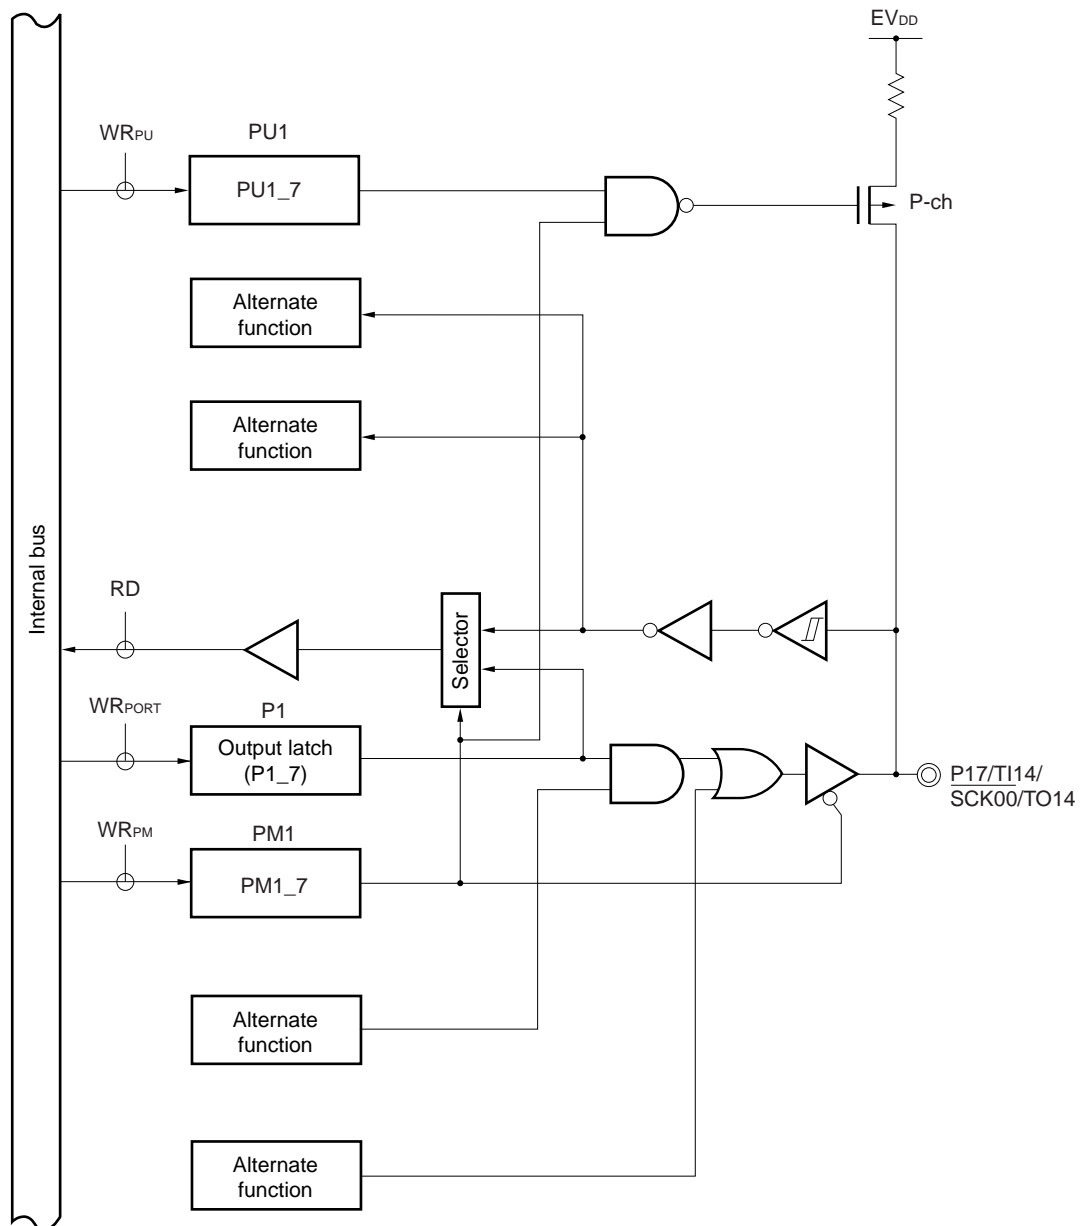 EVDD
WRPU
PU1
PU1_7
P-ch
Alternate
function
Alternate
function
Internal bus
RD
Selector
WRPORT
P1
Output latch
(P1_7)
P17/TI14/
SCK00/TO14
WRPM
PM1
PM1_7
Alternate
function
Alternate
function